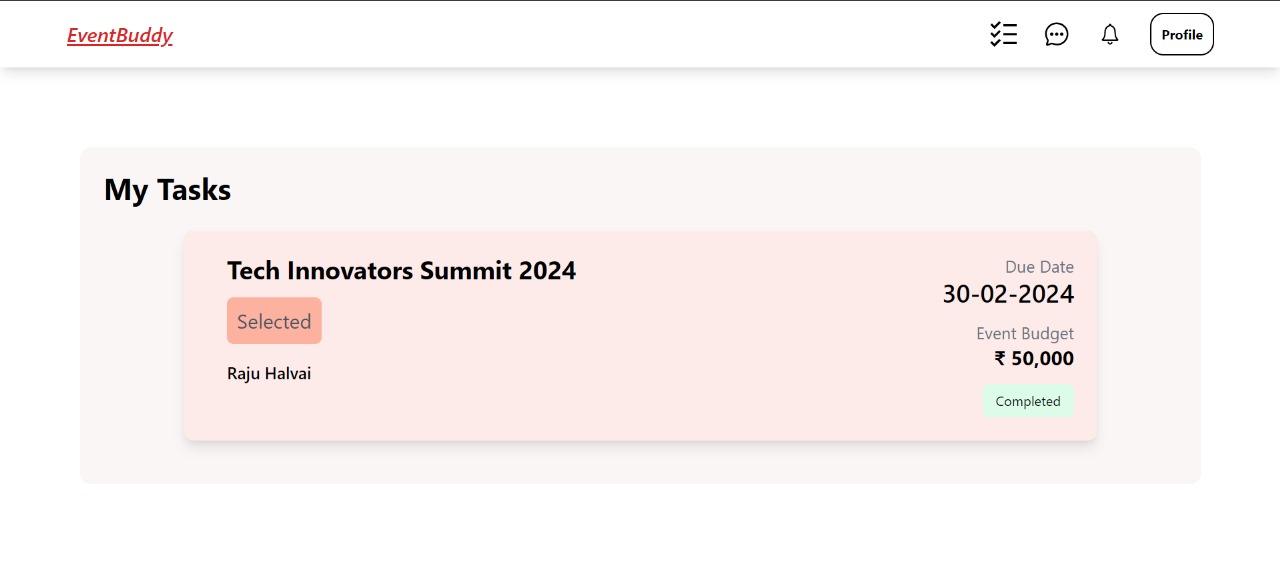 EventBuddy
Profile
My Tasks
Tech Innovators Summit 2024
Selected
Raju Halvai
Due Date
30-02-2024
Event Budget
₹ 50,000
Completed